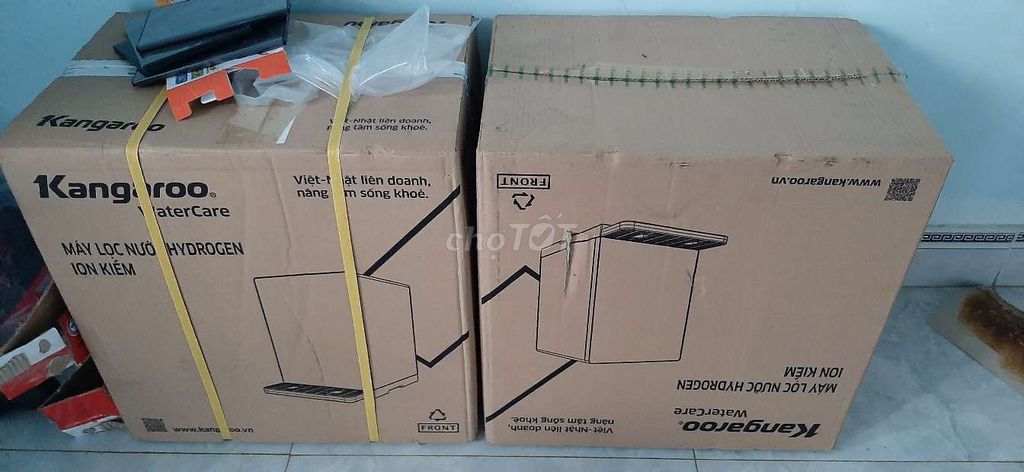 Kangaroo
Việt-Nhật liên doanh,
nâng tầm sống khoẻ.
Kangaroo
WaterCare
Việt-Nhật liên doanh,
nâng tầm sống khoẻ.
MÁY LỌC NƯỚC HYDROGEN
ION KIỀM
www.kangaroo.vn
FRONT
chợTỐT
FRONT
www.kangaroo.vn
MÁY LỌC NƯỚC HYDROGEN
ION KIỀM
Kangaroo
WaterCare
Việt-Nhật liên doanh,
nâng tầm sống khoẻ.